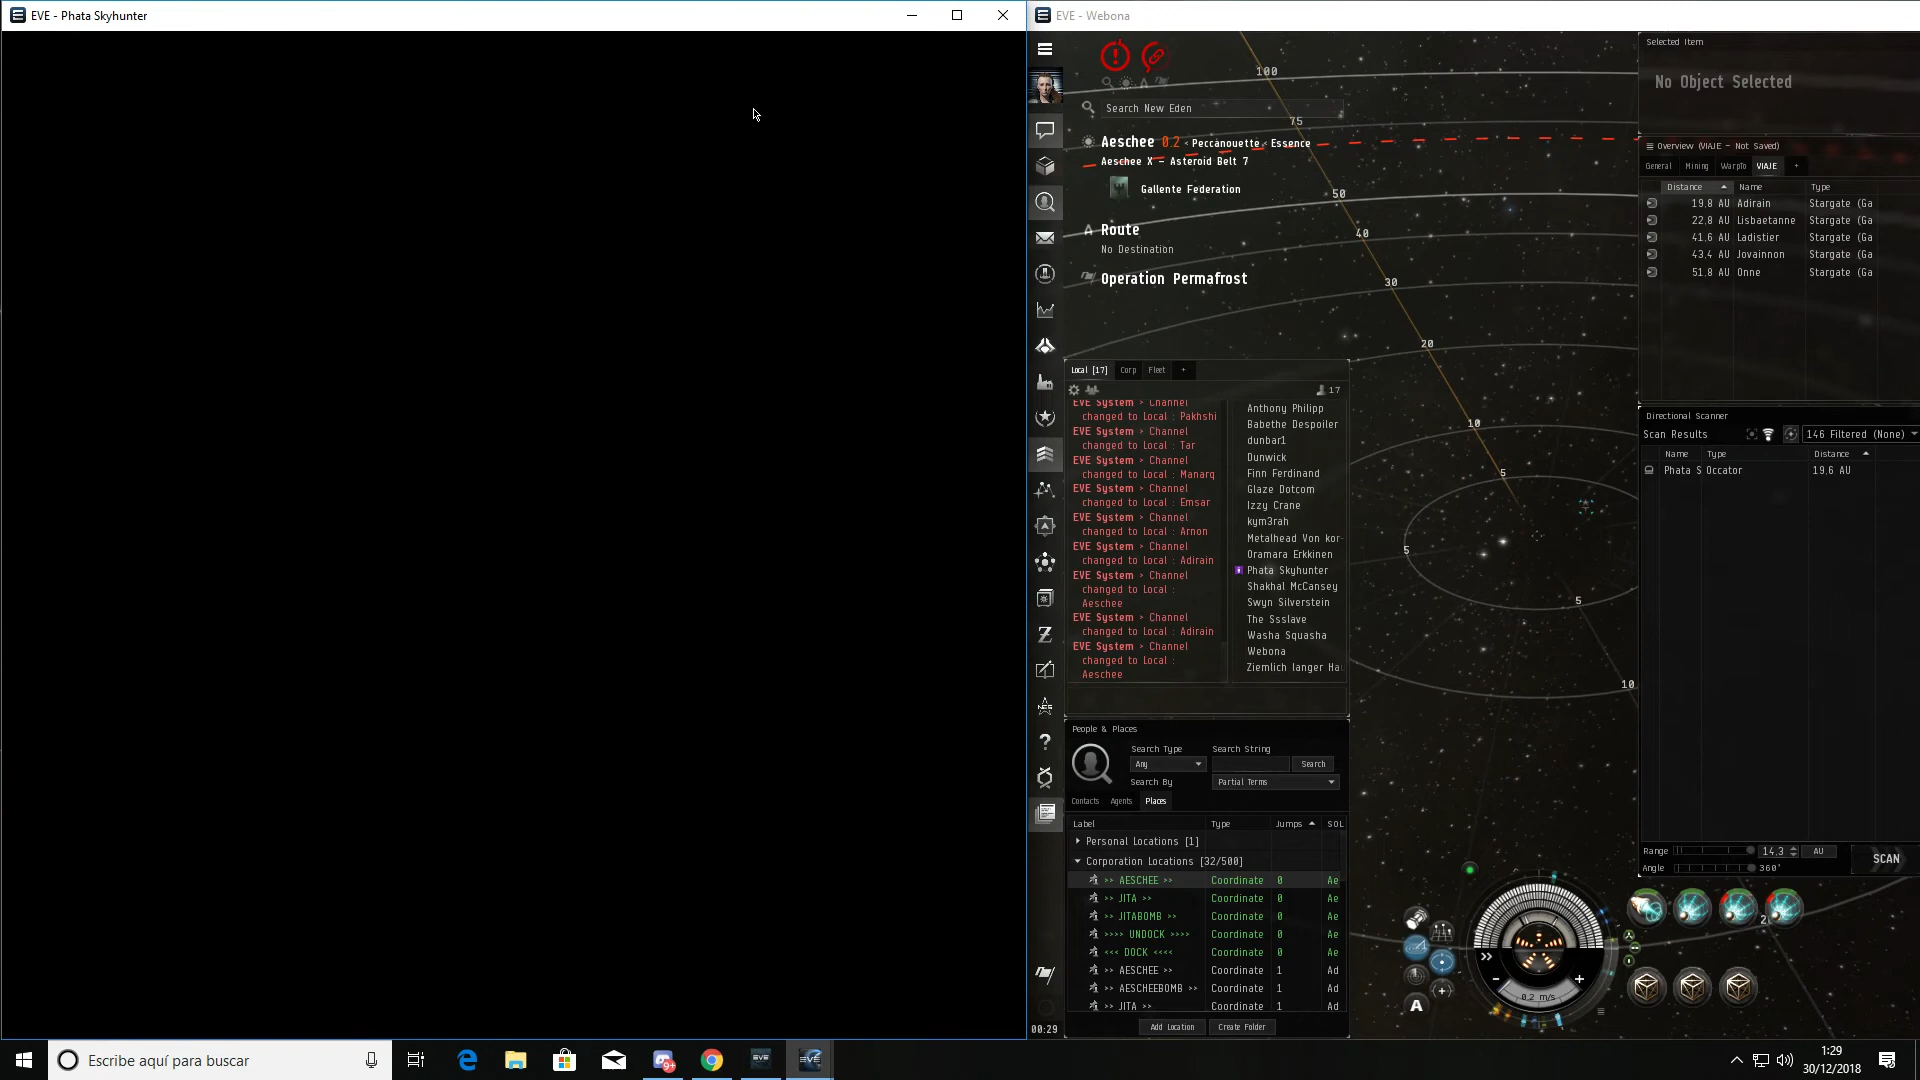 EVE - Phata Skyhunter
EVE - Webona
Search New Eden
Aeschee 0.2 < Peccanouette < Essence
Aeschee X - Asteroid Belt 7
Gallente Federation
Route
No Destination
Operation Permafrost
100
75
50
40
30
20
10
5
5
5
10
Selected Item
No Object Selected
Overview (VIAJE - Not Saved)
General Mining WarpTo VIAJE +
Distance Name Type
19,8 AU Adirain Stargate (Ga
22,8 AU Lisbaetanne Stargate (Ga
41,6 AU Ladistier Stargate (Ga
43,4 AU Jovainnon Stargate (Ga
51,8 AU Onne Stargate (Ga
Local [17] Corp Fleet +
17
EVE System > Channel
changed to Local : Pakhshi
EVE System > Channel
changed to Local : Tar
EVE System > Channel
changed to Local : Manarq
EVE System > Channel
changed to Local : Emsar
EVE System > Channel
changed to Local : Arnon
EVE System > Channel
changed to Local : Adirain
EVE System > Channel
changed to Local :
Aeschee
EVE System > Channel
changed to Local : Adirain
EVE System > Channel
changed to Local :
Aeschee
Anthony Philipp
Babethe Despoiler
dunbar1
Dunwick
Finn Ferdinand
Glaze Dotcom
Izzy Crane
kym3rah
Metalhead Von kor
Oramara Erkkinen
Phata Skyhunter
Shakhal McCansey
Swyn Silverstein
The Ssslave
Washa Squasha
Webona
Ziemlich langer Ha
Directional Scanner
Scan Results 146 Filtered (None)
Name Type Distance
Phata S Occator 19,6 AU
Range 14,3 AU
Angle 360°
SCAN
People & Places
Search Type Search String
Any Search
Search By Partial Terms
Contacts Agents Places
Label Type Jumps SOL
Personal Locations [1]
Corporation Locations [32/500]
>> AESCHEE >> Coordinate 0 Ae
>> JITA >> Coordinate 0 Ae
>> JITABOMB >> Coordinate 0 Ae
>>>> UNDOCK >>>> Coordinate 0 Ae
<<< DOCK <<<< Coordinate 0 Ae
>> AESCHEE >> Coordinate 1 Ad
>> AESCHEEBOMB >> Coordinate 1 Ad
>> JITA >> Coordinate 1 Ad
Add Location Create Folder
00:29
0,2 m/s
A
Escribe aquí para buscar
9+
EVE
EVE
1:29
30/12/2018